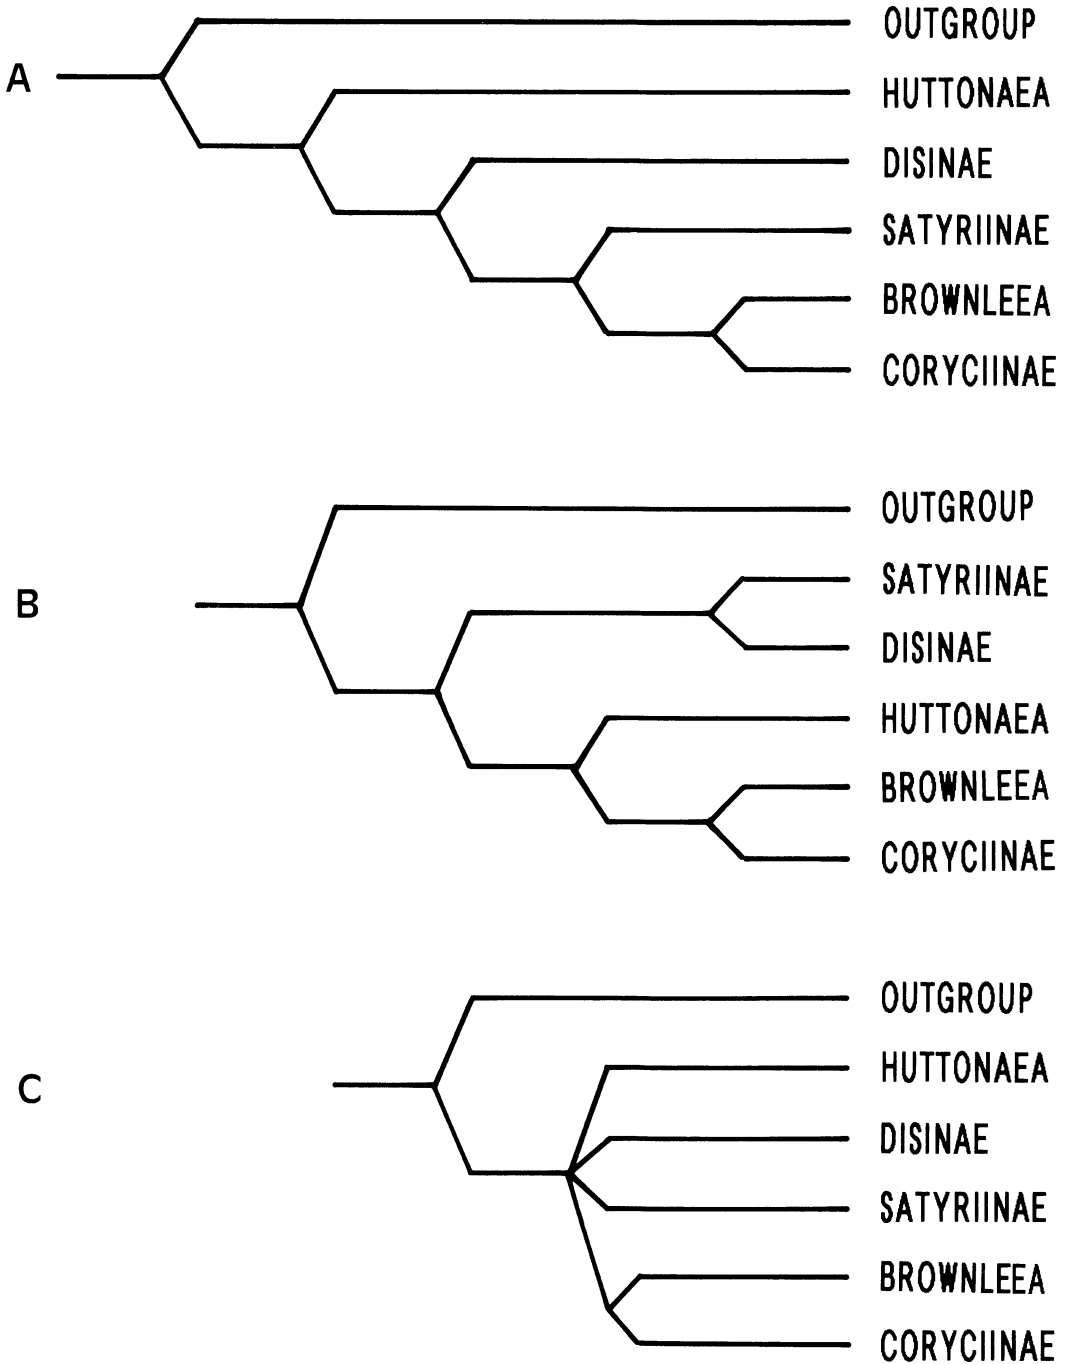 OUTGROUP
A
HUTTONAEA
DISINAE
SATYRIINAE
BROWNLEEA
CORYCIINAE
OUTGROUP
SATYRIINAE
B
DISINAE
HUTTONAEA
BROWNLEEA
CORYCIINAE
OUTGROUP
HUTTONAEA
C
DISINAE
SATYRIINAE
BROWNLEEA
CORYCIINAE